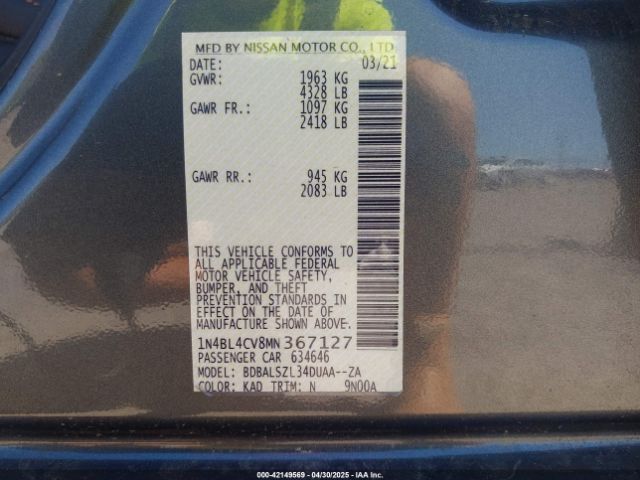 MFD BY NISSAN MOTOR CO., LTD
DATE: 03/21
GVWR: 1963 KG
4328 LB
GAWR FR.: 1097 KG
2418 LB
GAWR RR.: 945 KG
2083 LB
THIS VEHICLE CONFORMS TO
ALL APPLICABLE FEDERAL
MOTOR VEHICLE SAFETY,
BUMPER, AND THEFT
PREVENTION STANDARDS IN
EFFECT ON THE DATE OF
MANUFACTURE SHOWN ABOVE.
1N4BL4CV8MN367127
PASSENGER CAR 634646
MODEL: BDBALSZL34DUAA--ZA
COLOR: KAD TRIM: N 9N00A
000-42149569 - 04/30/2025 - IAA Inc.